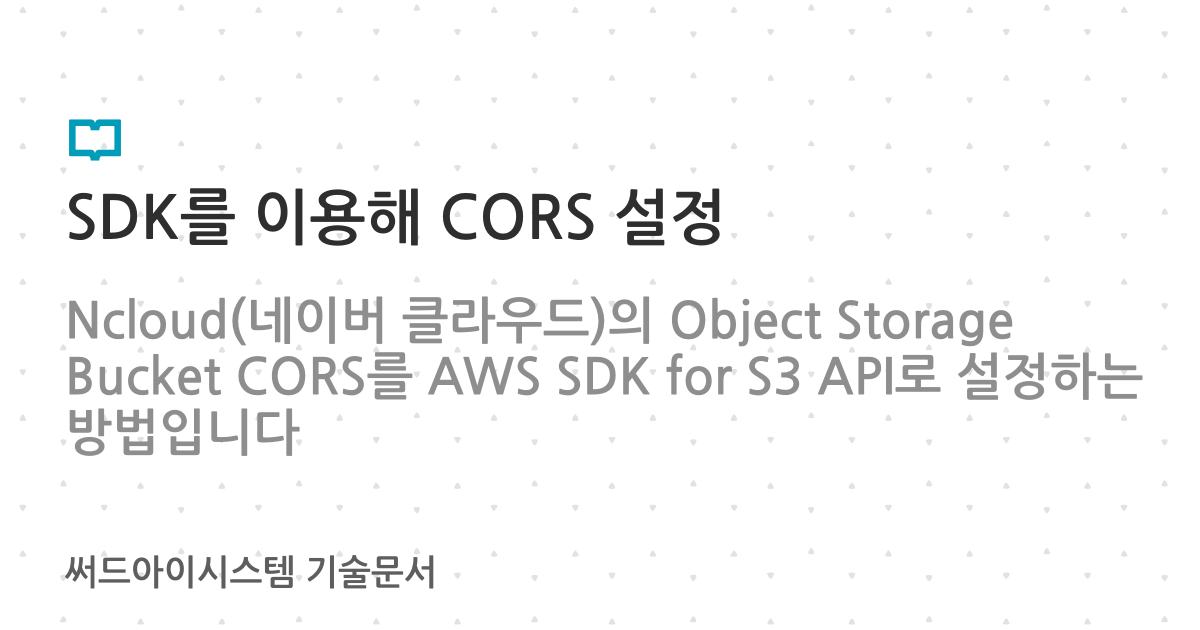 SDK를 이용해 CORS 설정
Ncloud(네이버 클라우드)의 Object Storage
Bucket CORS를 AWS SDK for S3 API로 설정하는
방법입니다
써드아이시스템 기술문서